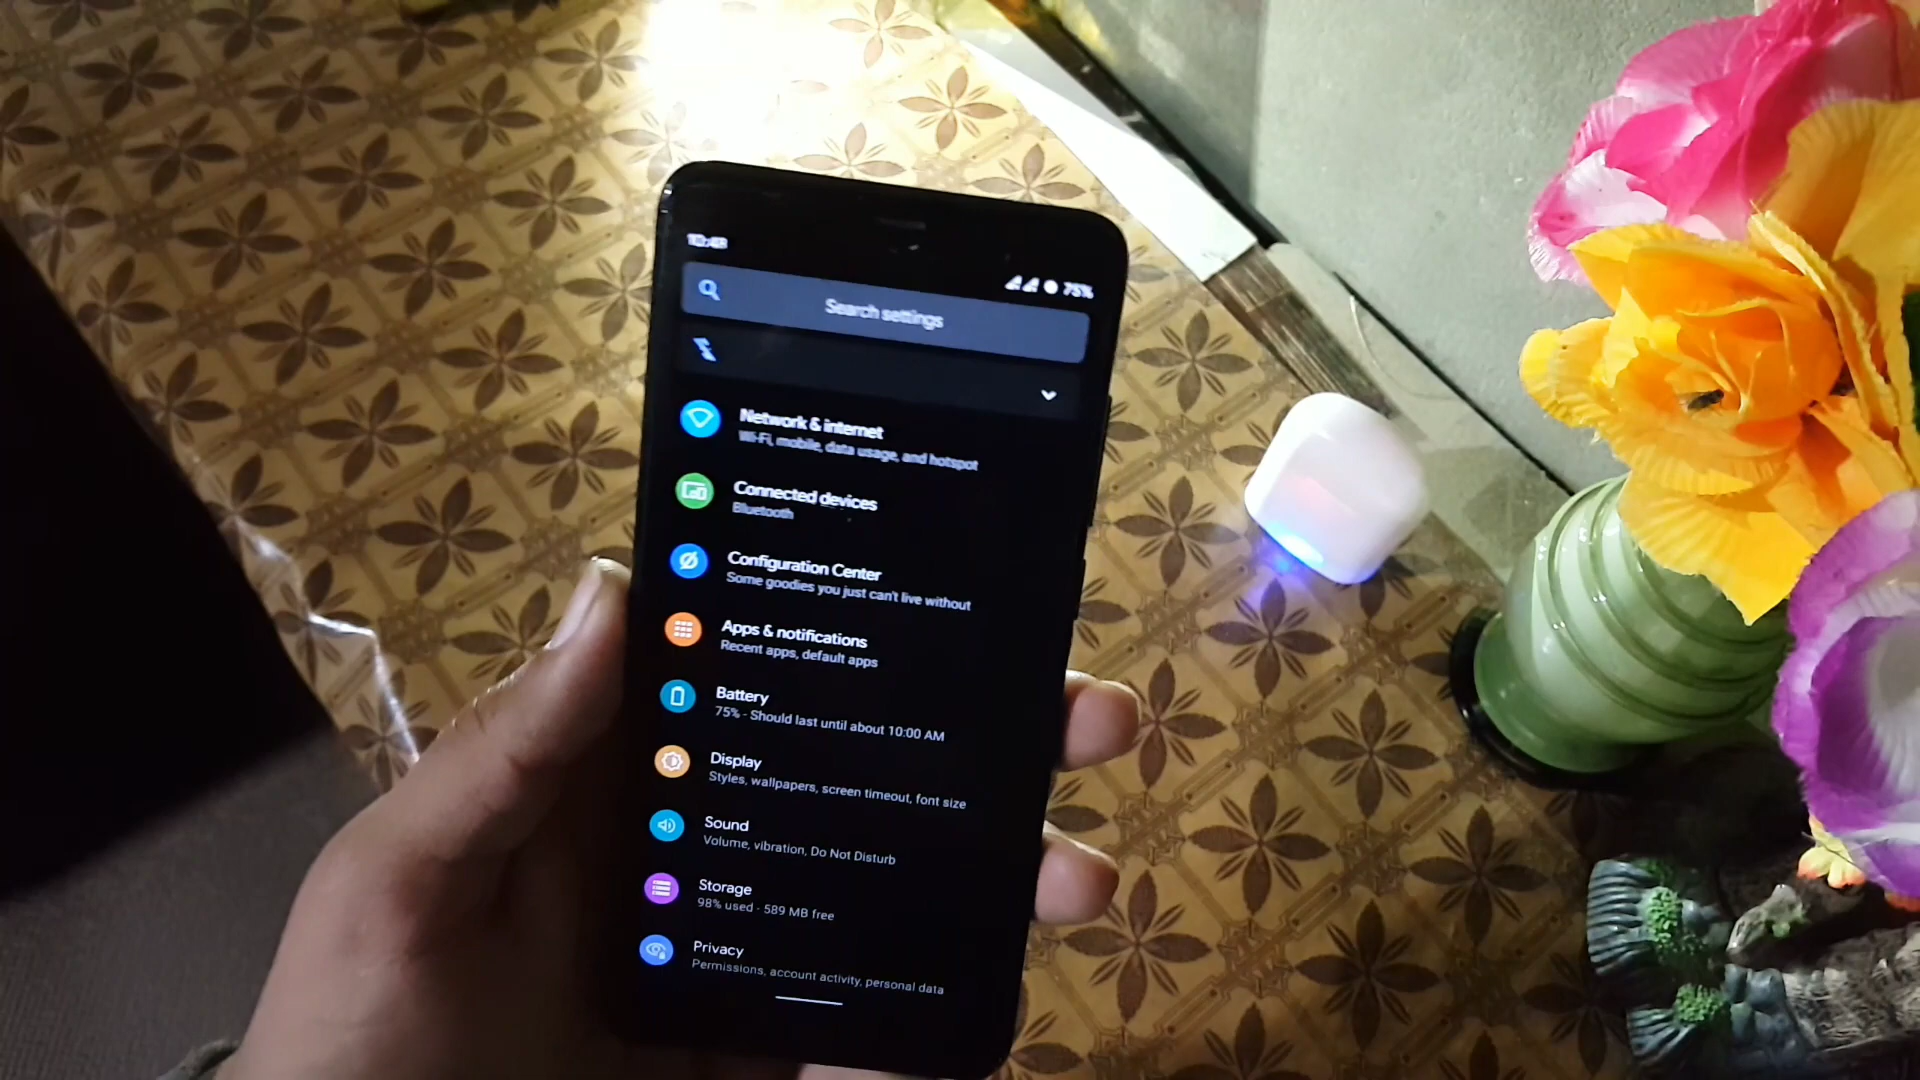 10:48
75%
Search settings
Network & internet
Wi-Fi, mobile, data usage, and hotspot
Connected devices
Bluetooth
Configuration Center
Some goodies you just can't live without
Apps & notifications
Recent apps, default apps
Battery
75% - Should last until about 10:00 AM
Display
Styles, wallpapers, screen timeout, font size
Sound
Volume, vibration, Do Not Disturb
Storage
98% used - 589 MB free
Privacy
Permissions, account activity, personal data